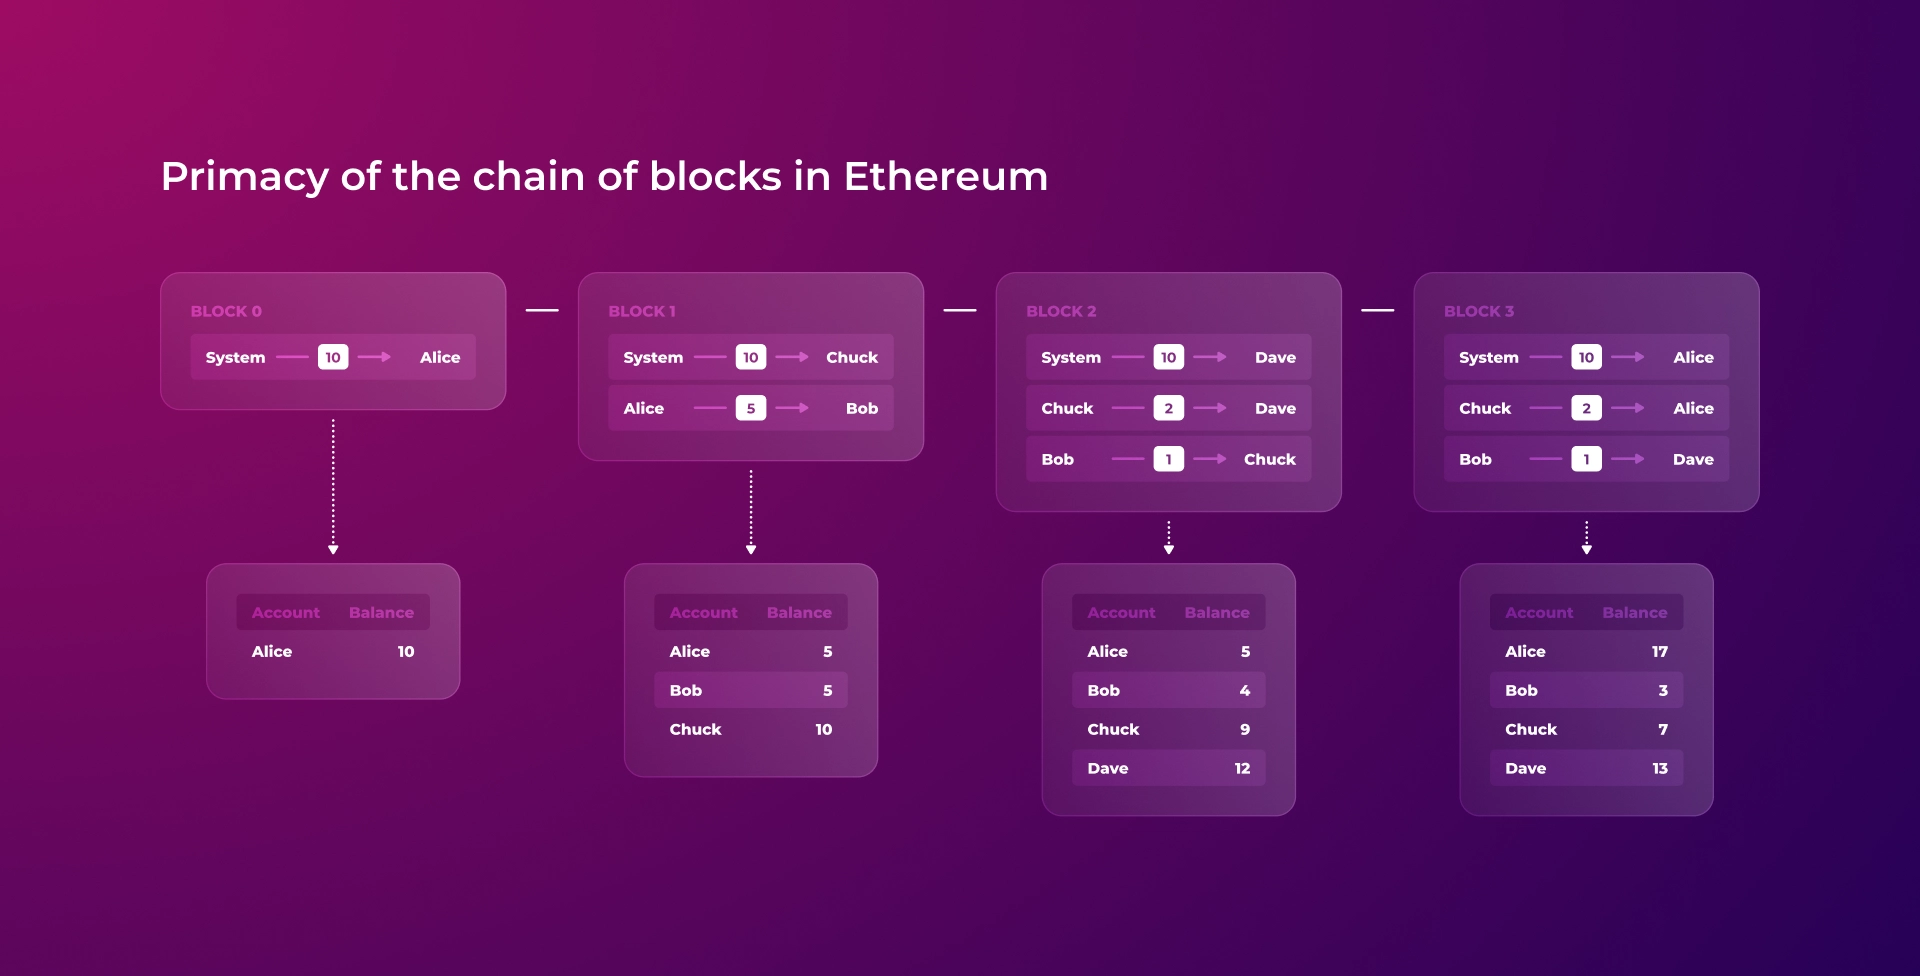 Primacy of the chain of blocks in Ethereum
BLOCK 0
System 10 Alice
BLOCK 1
System 10 Chuck
Alice 5 Bob
BLOCK 2
System 10 Dave
Chuck 2 Dave
Bob 1 Chuck
BLOCK 3
System 10 Alice
Chuck 2 Alice
Bob 1 Dave
Account Balance
Alice 10
Account Balance
Alice 5
Bob 5
Chuck 10
Account Balance
Alice 5
Bob 4
Chuck 9
Dave 12
Account Balance
Alice 17
Bob 3
Chuck 7
Dave 13